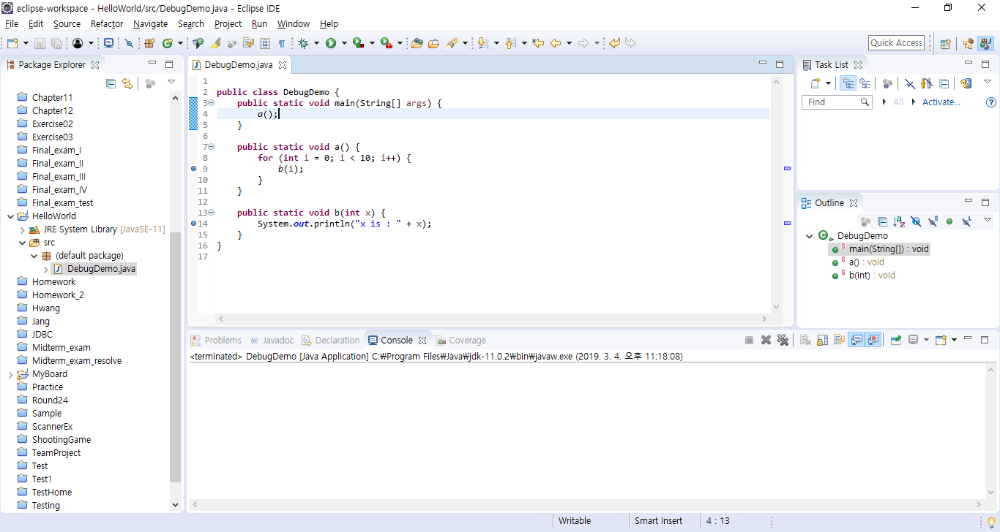 eclipse-workspace - HelloWorld/src/DebugDemo.java - Eclipse IDE
File Edit Source Refactor Navigate Search Project Run Window Help
Quick Access
Package Explorer
Chapter11
Chapter12
Exercise02
Exercise03
Final_exam_I
Final_exam_II
Final_exam_III
Final_exam_IV
Final_exam_test
HelloWorld
JRE System Library [JavaSE-11]
src
(default package)
DebugDemo.java
Homework
Homework_2
Hwang
Jang
JDBC
Midterm_exam
Midterm_exam_resolve
MyBoard
Practice
Round24
Sample
ScannerEx
ShootingGame
TeamProject
Test
Test1
TestHome
Testing
DebugDemo.java
1
2 public class DebugDemo {
3 public static void main(String[] args) {
4 a();
5 }
6
7 public static void a() {
8 for (int i = 0; i < 10; i++) {
9 b(i);
10 }
11 }
12
13 public static void b(int x) {
14 System.out.println("x is : " + x);
15 }
16 }
17
Task List
Find All Activate...
Outline
DebugDemo
main(String[]) : void
a() : void
b(int) : void
Problems Javadoc Declaration Console Coverage
<terminated> DebugDemo [Java Application] C:₩Program Files₩Java₩jdk-11.0.2₩bin₩javaw.exe (2019. 3. 4. 오후 11:18:08)
Writable Smart Insert 4 : 13